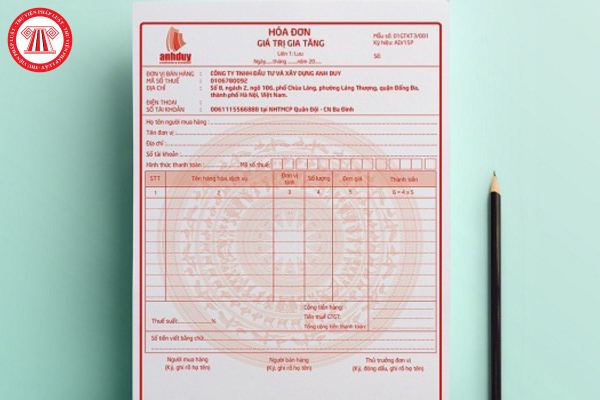 THƯ VIỆN PHÁP LUẬT
anhduy
HÓA ĐƠN
GIÁ TRỊ GIA TĂNG
Liên 1: Lưu
Ngày.....tháng.......năm 20....
Mẫu số: 01GTKT3/001
Ký hiệu: AD/15P
Số:
ĐƠN VỊ BÁN HÀNG : CÔNG TY TNHH ĐẦU TƯ VÀ XÂY DỰNG ANH DUY
MÃ SỐ THUẾ : 0106780092
ĐỊA CHỈ : Số 8, ngách 2, ngõ 106, phố Chùa Láng, phường Láng Thượng, quận Đống Đa,
thành phố Hà Nội, Việt Nam.
ĐIỆN THOẠI :
SỐ TÀI KHOẢN : 0061115566888 tại NHTMCP Quân Đội - CN Ba Đình
Họ tên người mua hàng :
Tên đơn vị :
Địa chỉ :
Số tài khoản :
Hình thức thanh toán: Mã số thuế:
STT Tên hàng hóa, dịch vụ Đơn vị tính Số lượng Đơn giá Thành tiền
1 2 3 4 5 6 = 4 x 5
Cộng tiền hàng:
Thuế suất:............% Tiền thuế GTGT:
Tổng cộng tiền thanh toán:
Số tiền viết bằng chữ:
Người mua hàng Người bán hàng Thủ trưởng đơn vị
(Ký, ghi rõ họ tên) (Ký, ghi rõ họ tên) (Ký, đóng dấu, ghi rõ họ tên)